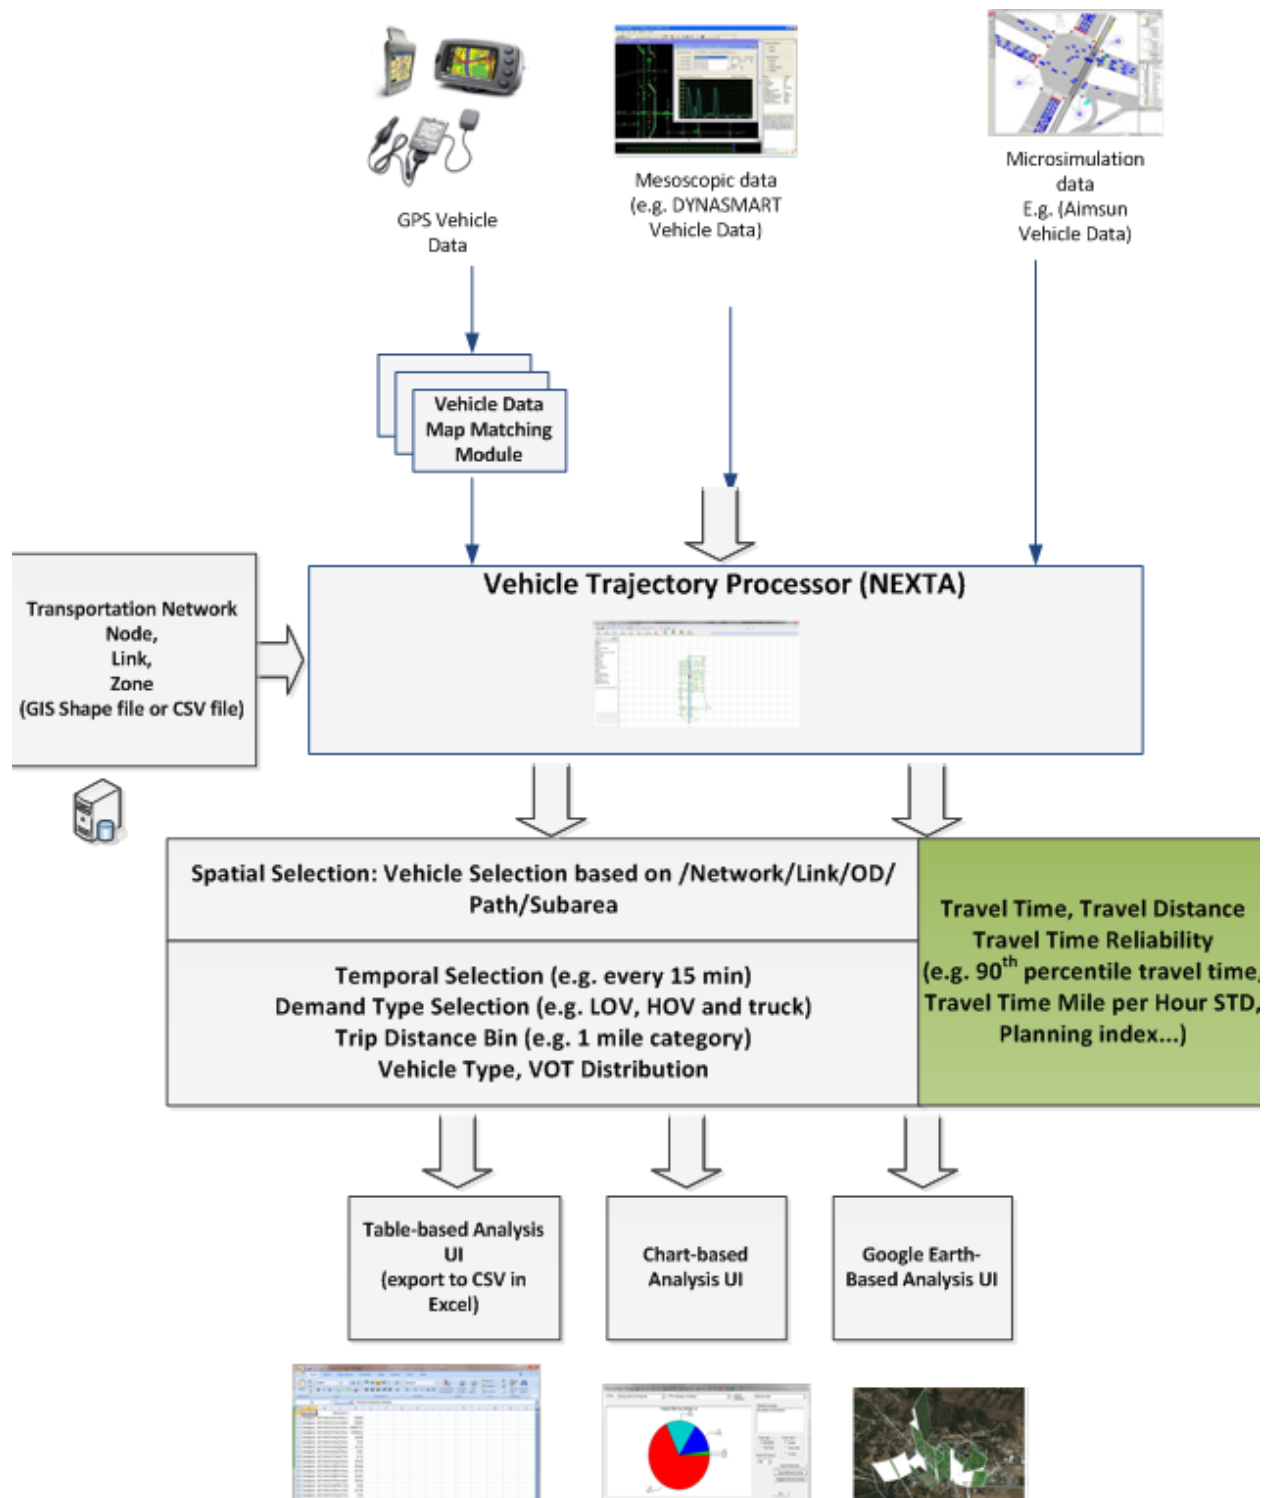 GPS Vehicle
Data
Mesoscopic data
(e.g. DYNASMART
Vehicle Data)
Microsimulation
data
E.g. (Aimsun
Vehicle Data)
Vehicle Data
Map Matching
Module
Transportation Network
Node,
Link,
Zone
(GIS Shape file or CSV file)
Vehicle Trajectory Processor (NEXTA)
Spatial Selection: Vehicle Selection based on /Network/Link/OD/
Path/Subarea
Temporal Selection (e.g. every 15 min)
Demand Type Selection (e.g. LOV, HOV and truck)
Trip Distance Bin (e.g. 1 mile category)
Vehicle Type, VOT Distribution
Travel Time, Travel Distance
Travel Time Reliability
(e.g. 90th percentile travel time,
Travel Time Mile per Hour STD,
Planning index...)
Table-based Analysis
UI
(export to CSV in
Excel)
Chart-based
Analysis UI
Google Earth-
Based Analysis UI